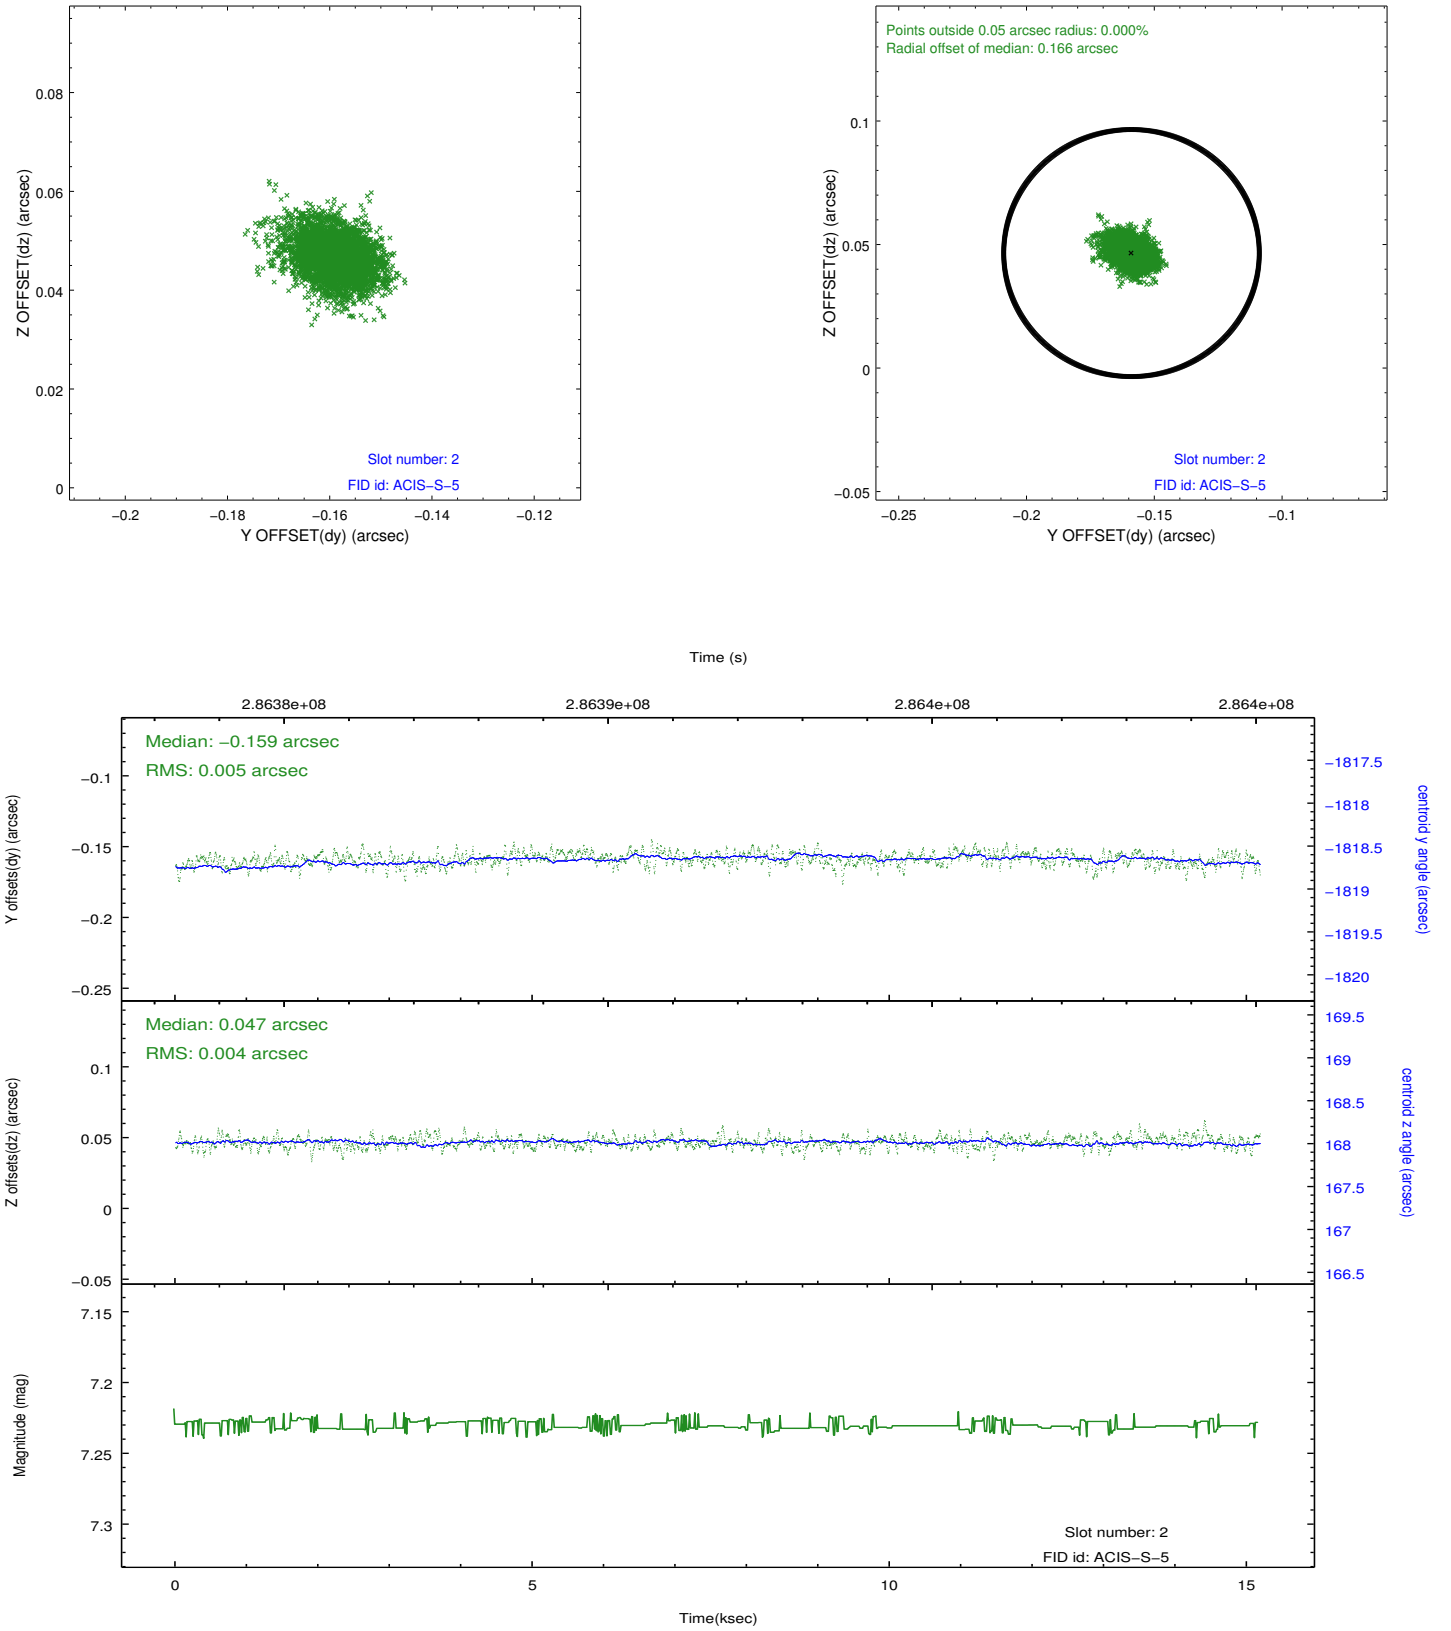 0.08
0.06
0.04
0.02
0
Z OFFSET(dz) (arcsec)
Slot number: 2
FID id: ACIS−S−5
−0.2
−0.18
−0.16
−0.14
−0.12
Y OFFSET(dy) (arcsec)
Points outside 0.05 arcsec radius: 0.000%
Radial offset of median: 0.166 arcsec
0.1
0.05
0
−0.05
Z OFFSET(dz) (arcsec)
Slot number: 2
FID id: ACIS−S−5
−0.25
−0.2
−0.15
−0.1
Y OFFSET(dy) (arcsec)
Time (s)
2.8638e+08
2.8639e+08
2.864e+08
2.864e+08
Median: −0.159 arcsec
RMS: 0.005 arcsec
−0.1
−0.15
−0.2
−0.25
Y offsets(dy) (arcsec)
−1817.5
−1818
−1818.5
−1819
−1819.5
−1820
centroid y angle (arcsec)
Median: 0.047 arcsec
RMS: 0.004 arcsec
0.1
0.05
0
−0.05
Z offsets(dz) (arcsec)
169.5
169
168.5
168
167.5
167
166.5
centroid z angle (arcsec)
7.15
7.2
7.25
7.3
Magnitude (mag)
Slot number: 2
FID id: ACIS−S−5
0
5
10
15
Time(ksec)